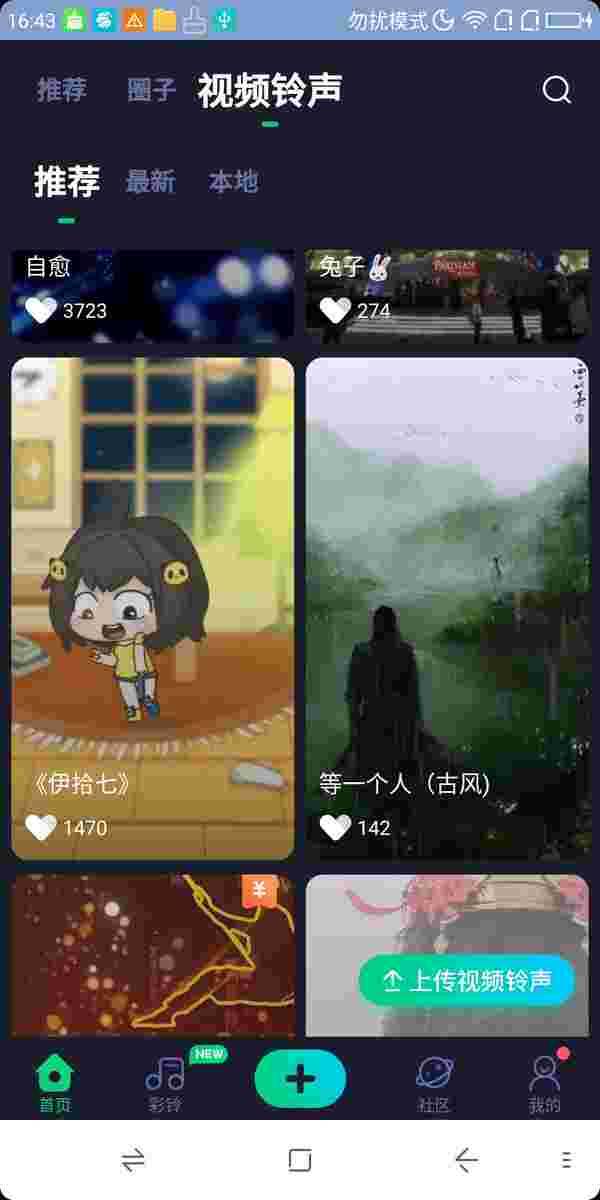 16:43 勿扰模式
推荐 圈子 视频铃声
推荐 最新 本地
自愈
3723
兔子🐰
274
PARISIAN
《伊拾七》
1470
等一个人（古风)
142
¥
上传视频铃声
NEW
首页 彩铃 社区 我的